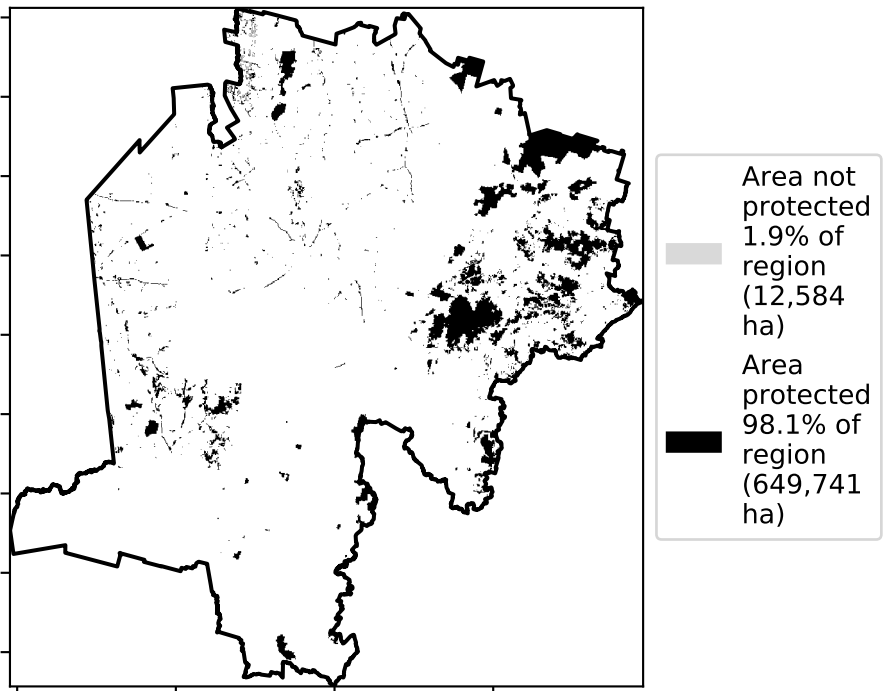 Area not
protected
1.9% of
region
(12,584
ha)
Area
protected
98.1% of
region
(649,741
ha)